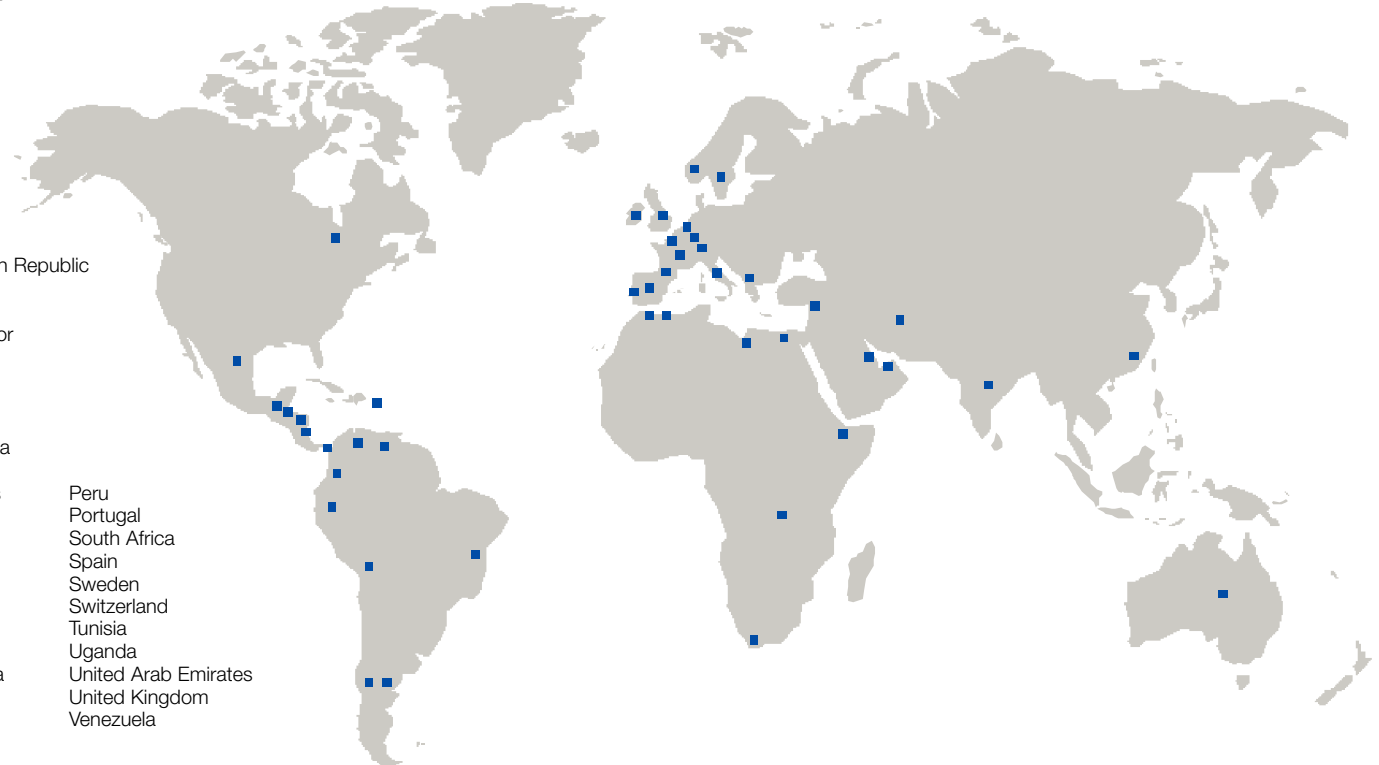 n Republic
or
a
s
a
Peru
Portugal
South Africa
Spain
Sweden
Switzerland
Tunisia
Uganda
United Arab Emirates
United Kingdom
Venezuela